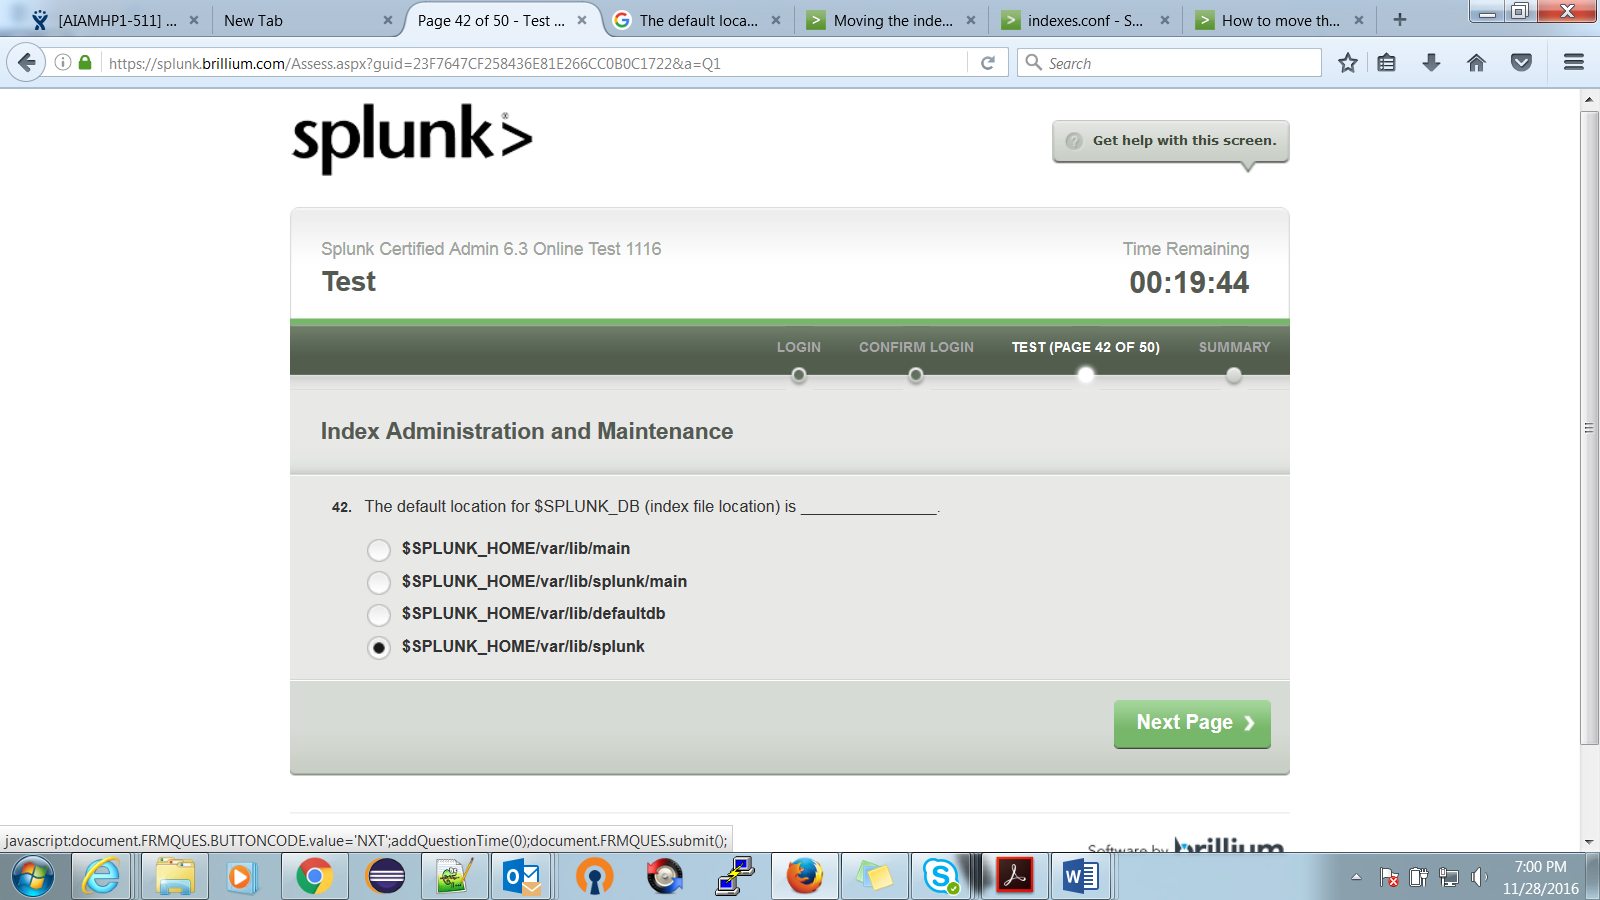 [AIAMHP1-511] ...
New Tab
Page 42 of 50 - Test ...
The default loca...
Moving the inde...
indexes.conf - S...
How to move th...
https://splunk.brillium.com/Assess.aspx?guid=23F7647CF258436E81E266CC0B0C1722&a=Q1
Search
splunk>
Get help with this screen.
Splunk Certified Admin 6.3 Online Test 1116
Time Remaining
Test
00:19:44
LOGIN
CONFIRM LOGIN
TEST (PAGE 42 OF 50)
SUMMARY
Index Administration and Maintenance
42. The default location for $SPLUNK_DB (index file location) is _______________.
$SPLUNK_HOME/var/lib/main
$SPLUNK_HOME/var/lib/splunk/main
$SPLUNK_HOME/var/lib/defaultdb
$SPLUNK_HOME/var/lib/splunk
Next Page
javascript:document.FRMQUES.BUTTONCODE.value='NXT';addQuestionTime(0);document.FRMQUES.submit();
Software by brillium
7:00 PM
11/28/2016